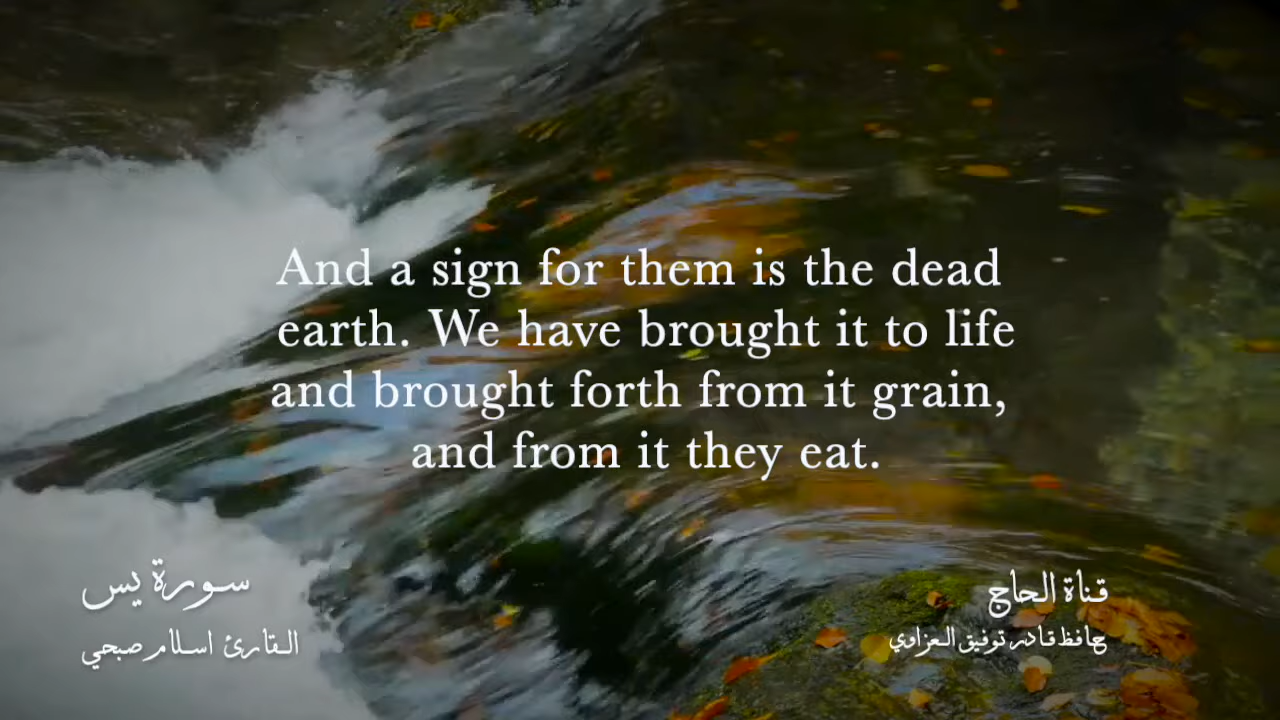 And a sign for them is the dead
earth. We have brought it to life
and brought forth from it grain,
and from it they eat.
سورة يس
القارئ اسلام صبحي
قناة الحاج
حافظ قادر توفيق العزاوي